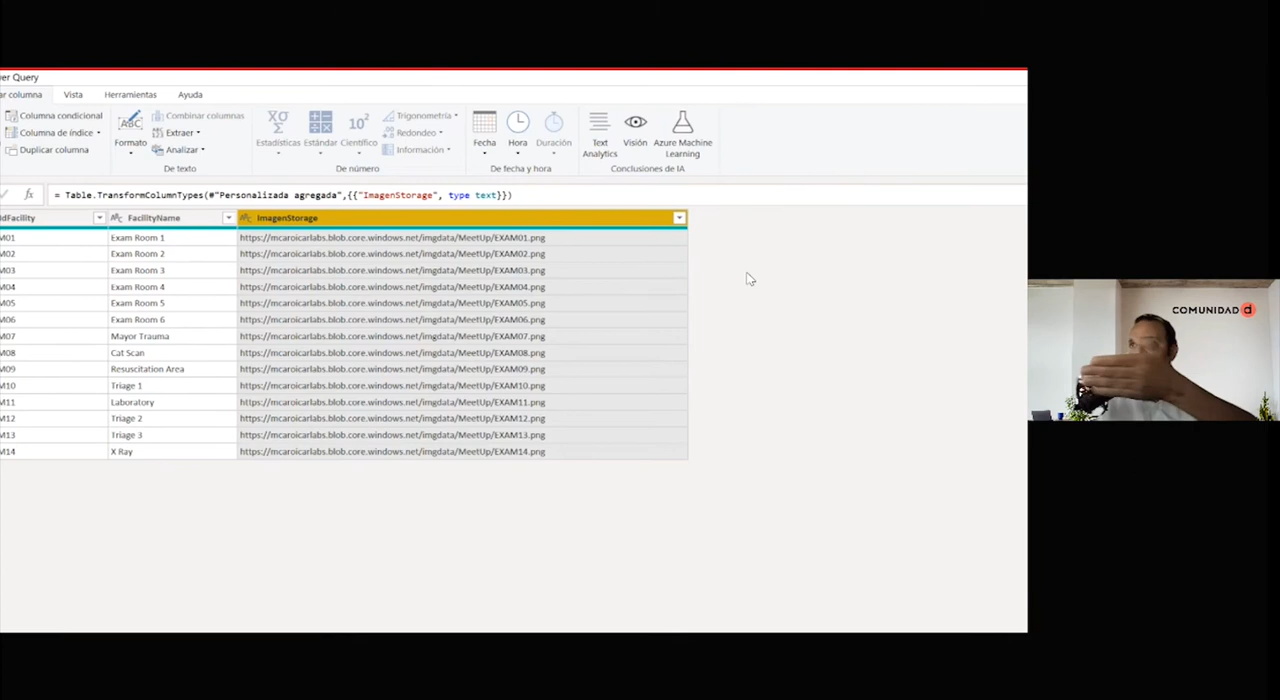 er Query
ar columna Vista Herramientas Ayuda
Columna condicional
Columna de índice
Duplicar columna
ABC
Formato
Combinar columnas
Extraer
Analizar
De texto
Estadísticas
Estándar
10²
Científico
Trigonometría
Redondeo
Información
De número
Fecha
Hora
Duración
De fecha y hora
Text Analytics
Visión
Azure Machine Learning
Conclusiones de IA
fx = Table.TransformColumnTypes(#"Personalizada agregada",{{"ImagenStorage", type text}})
dFacility FacilityName ImagenStorage
M01 Exam Room 1 https://mcaroicarlabs.blob.core.windows.net/imgdata/MeetUp/EXAM01.png
M02 Exam Room 2 https://mcaroicarlabs.blob.core.windows.net/imgdata/MeetUp/EXAM02.png
M03 Exam Room 3 https://mcaroicarlabs.blob.core.windows.net/imgdata/MeetUp/EXAM03.png
M04 Exam Room 4 https://mcaroicarlabs.blob.core.windows.net/imgdata/MeetUp/EXAM04.png
M05 Exam Room 5 https://mcaroicarlabs.blob.core.windows.net/imgdata/MeetUp/EXAM05.png
M06 Exam Room 6 https://mcaroicarlabs.blob.core.windows.net/imgdata/MeetUp/EXAM06.png
M07 Mayor Trauma https://mcaroicarlabs.blob.core.windows.net/imgdata/MeetUp/EXAM07.png
M08 Cat Scan https://mcaroicarlabs.blob.core.windows.net/imgdata/MeetUp/EXAM08.png
M09 Resuscitation Area https://mcaroicarlabs.blob.core.windows.net/imgdata/MeetUp/EXAM09.png
M10 Triage 1 https://mcaroicarlabs.blob.core.windows.net/imgdata/MeetUp/EXAM10.png
M11 Laboratory https://mcaroicarlabs.blob.core.windows.net/imgdata/MeetUp/EXAM11.png
M12 Triage 2 https://mcaroicarlabs.blob.core.windows.net/imgdata/MeetUp/EXAM12.png
M13 Triage 3 https://mcaroicarlabs.blob.core.windows.net/imgdata/MeetUp/EXAM13.png
M14 X Ray https://mcaroicarlabs.blob.core.windows.net/imgdata/MeetUp/EXAM14.png
COMUNIDAD d